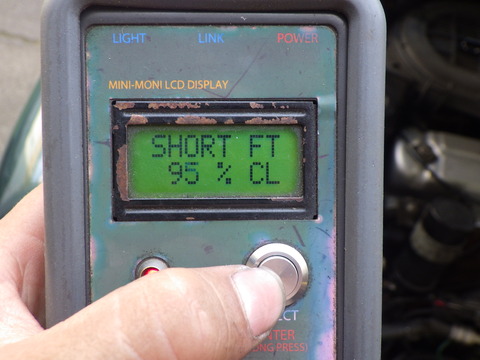 LIGHT LINK POWER
MINI-MONI LCD DISPLAY
SHORT FT
95 % CL